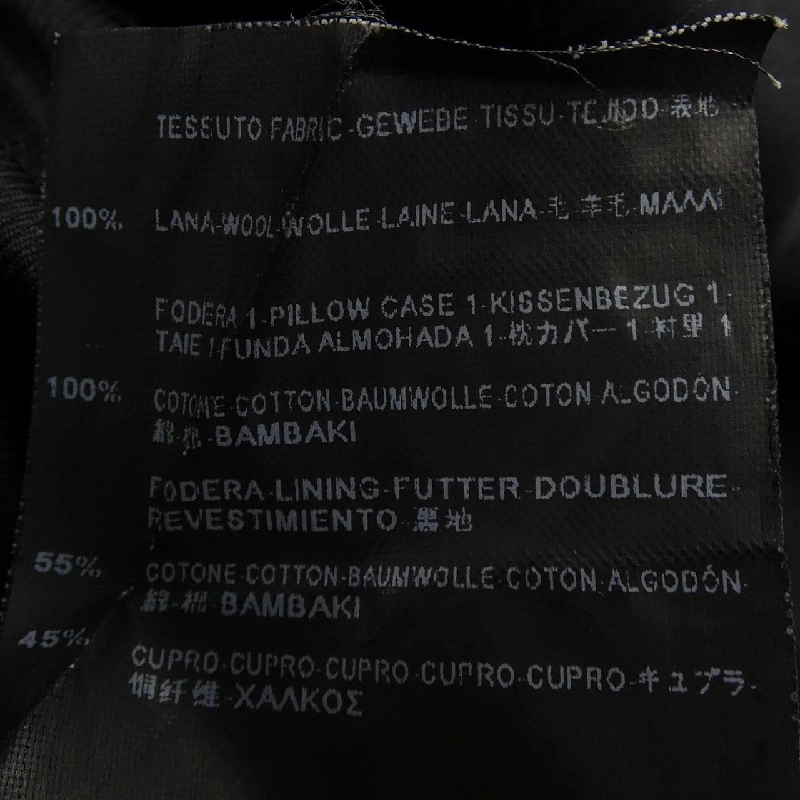 TESSUTO FABRIC-GEWEBE-TISSU-TEJIDO-表地
100% LANA-WOOL-WOLLE-LAINE-LANA-毛-羊毛-ΜΑΛΛΙ
FODERA 1-PILLOW CASE 1-KISSENBEZUG 1-
TAIE 1-FUNDA ALMOHADA 1-枕カバー 1-衬里 1
100% COTONE-COTTON-BAUMWOLLE-COTON ALGODÓN-
綿-棉-BAMBAKI
FODERA-LINING-FUTTER-DOUBLURE-
REVESTIMIENTO-裏地
55% COTONE-COTTON-BAUMWOLLE-COTON-ALGODÓN-
綿-棉-BAMBAKI
45% CUPRO-CUPRO-CUPRO-CUPRO-CUPRO-キュプラ-
铜纤维-ΧΑΛΚΟΣ